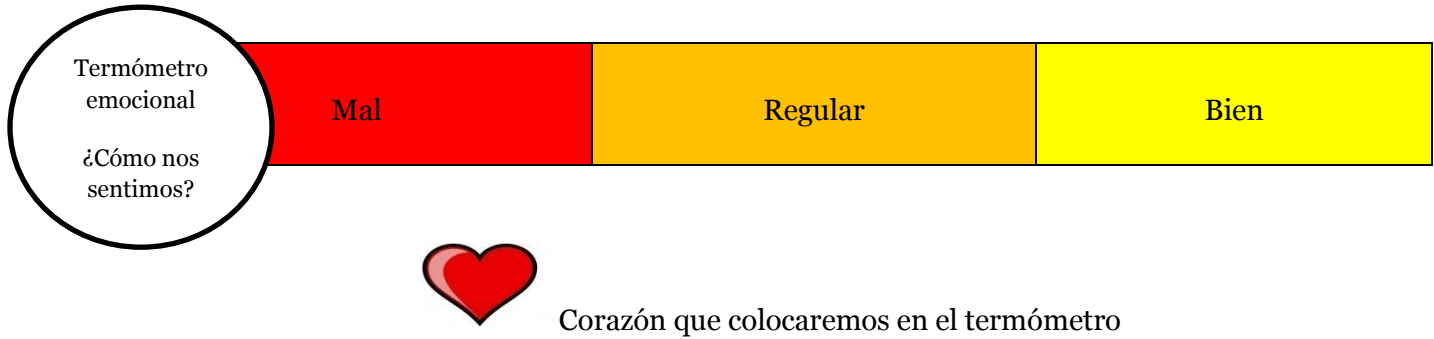 Termómetro
emocional
¿Cómo nos
sentimos?
Mal
Regular
Bien
Corazón que colocaremos en el termómetro